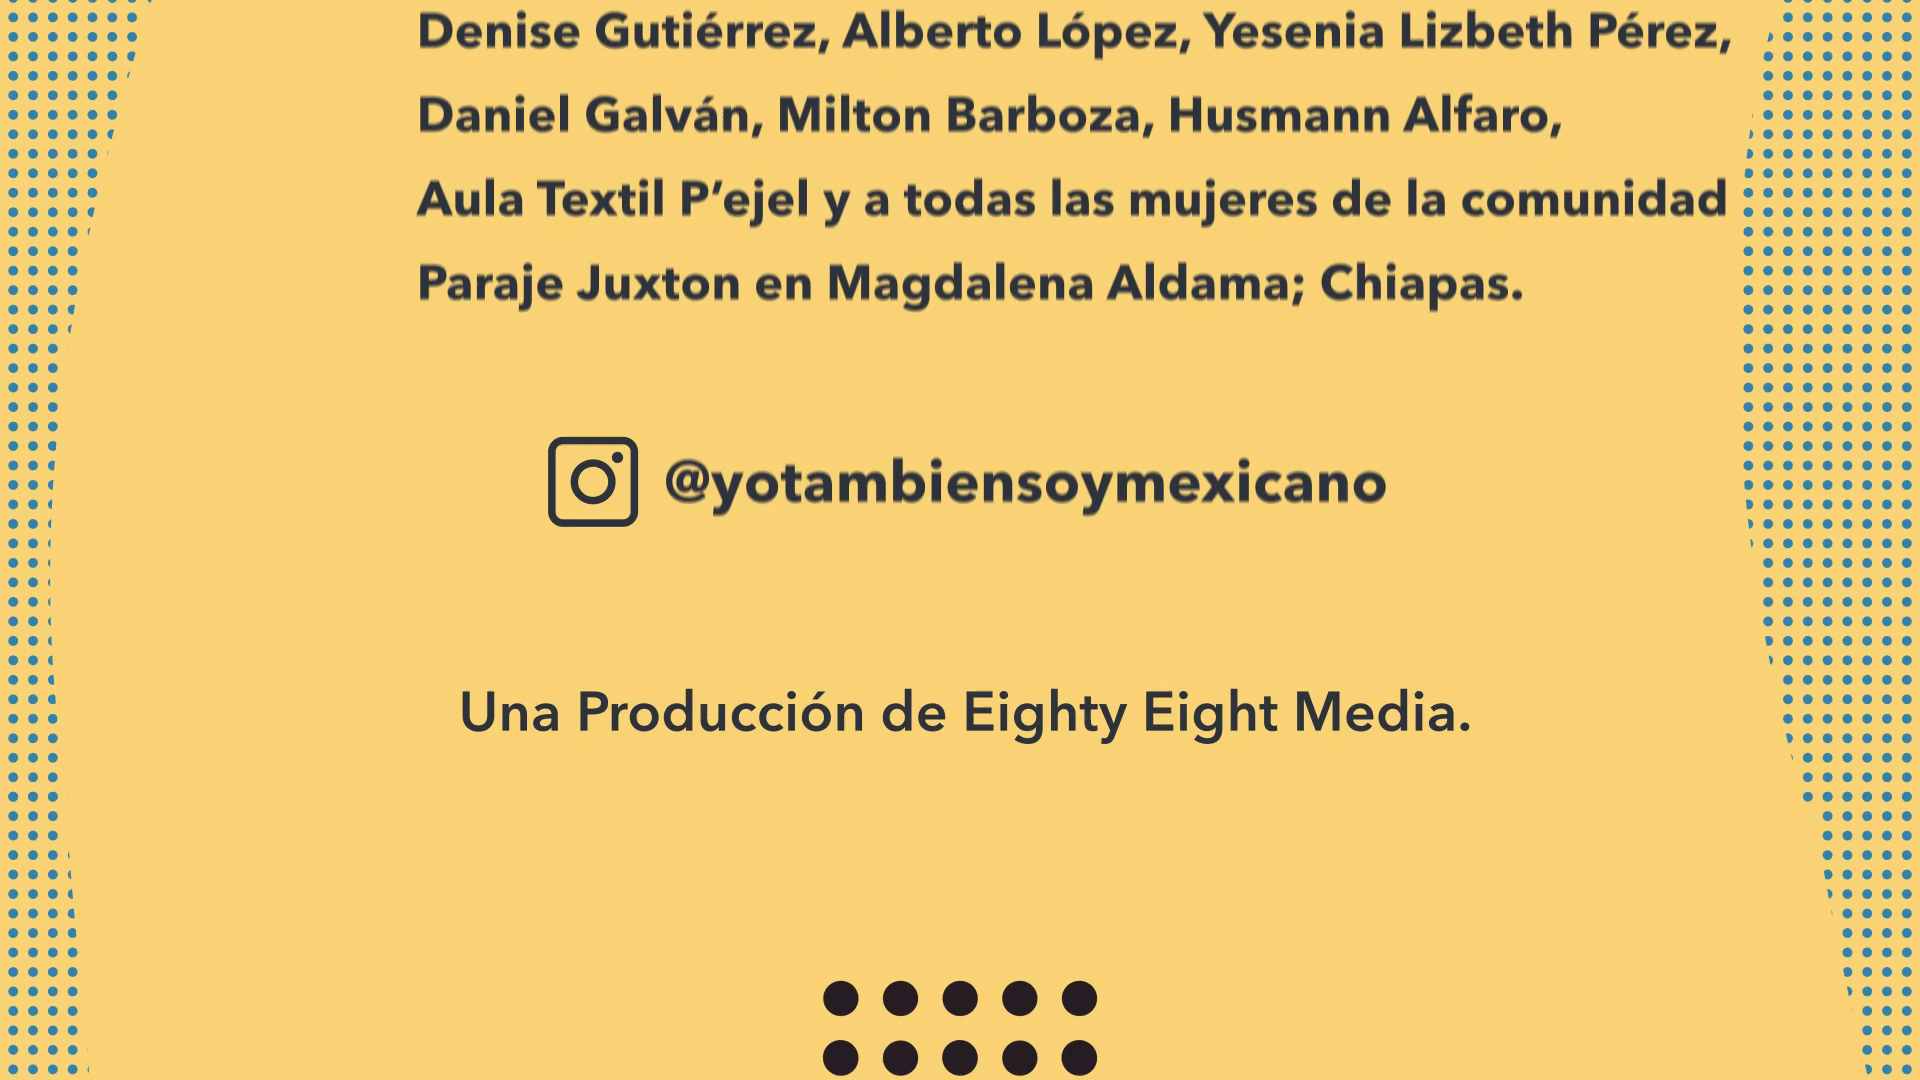 Denise Gutiérrez, Alberto López, Yesenia Lizbeth Pérez,
Daniel Galván, Milton Barboza, Husmann Alfaro,
Aula Textil P’ejel y a todas las mujeres de la comunidad
Paraje Juxton en Magdalena Aldama; Chiapas.
@yotambiensoymexicano
Una Producción de Eighty Eight Media.